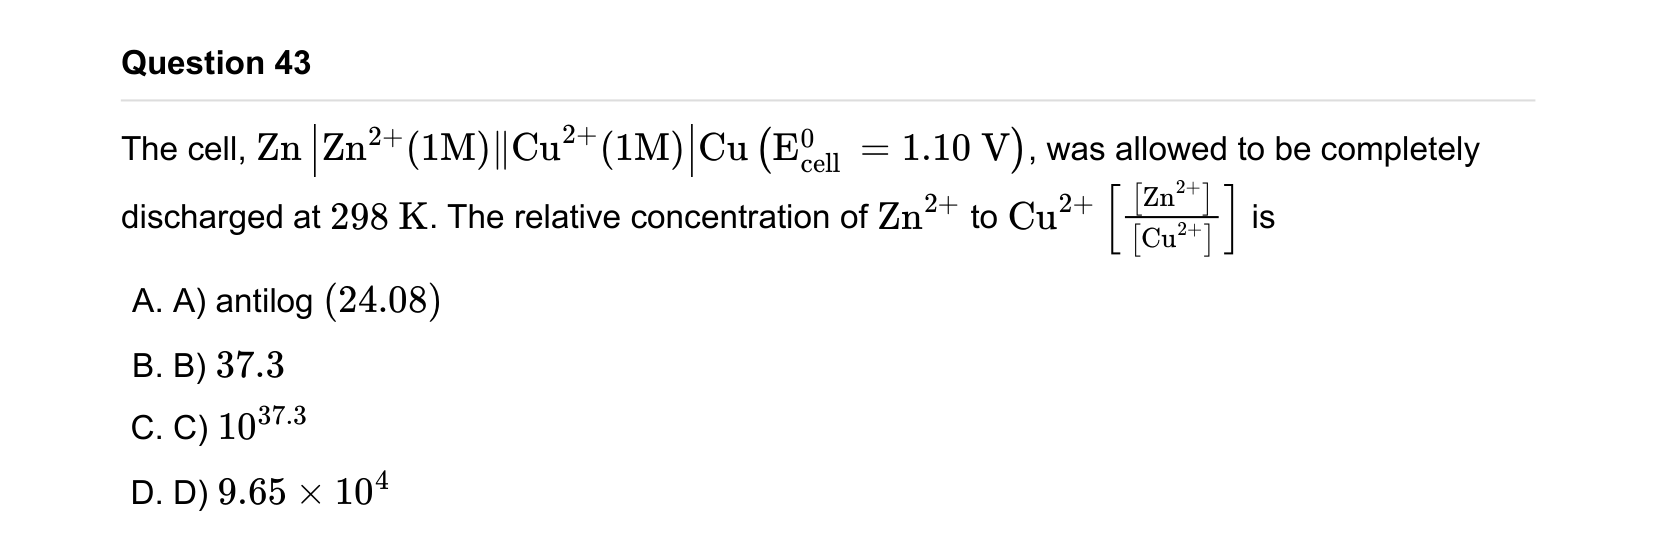 Question 43
The cell, Zn |Zn²⁺(1M)||Cu²⁺(1M)|Cu (E⁰cell = 1.10 V), was allowed to be completely
discharged at 298 K. The relative concentration of Zn²⁺ to Cu²⁺ [[Zn²⁺]/[Cu²⁺]] is
A. A) antilog (24.08)
B. B) 37.3
C. C) 10³⁷·³
D. D) 9.65 × 10⁴